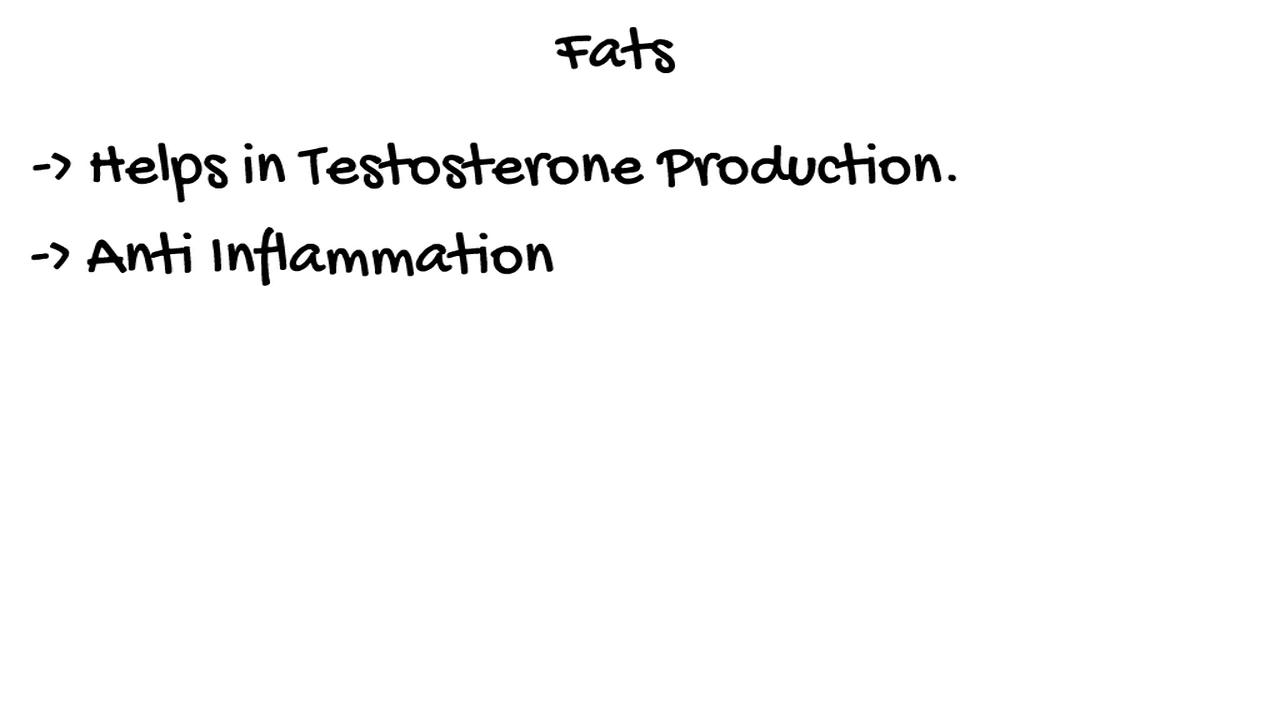 Fats
-> Helps in Testosterone Production.
-> Anti Inflammation